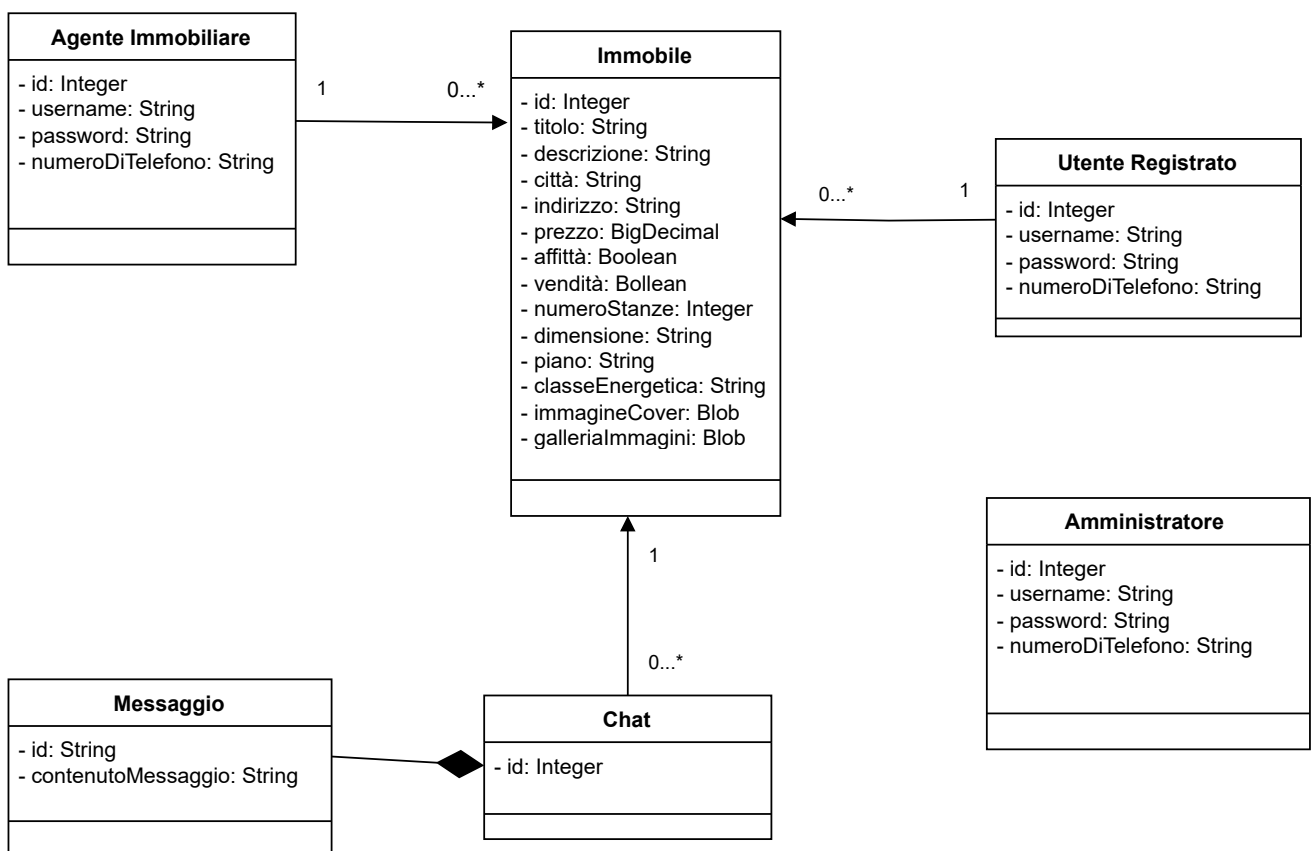 Agente Immobiliare
- id: Integer
- username: String
- password: String
- numeroDiTelefono: String
1
0...*
Immobile
- id: Integer
- titolo: String
- descrizione: String
- città: String
- indirizzo: String
- prezzo: BigDecimal
- affittà: Boolean
- vendità: Bollean
- numeroStanze: Integer
- dimensione: String
- piano: String
- classeEnergetica: String
- immagineCover: Blob
- galleriaImmagini: Blob
0...*
1
Utente Registrato
- id: Integer
- username: String
- password: String
- numeroDiTelefono: String
1
0...*
Amministratore
- id: Integer
- username: String
- password: String
- numeroDiTelefono: String
Messaggio
- id: String
- contenutoMessaggio: String
Chat
- id: Integer